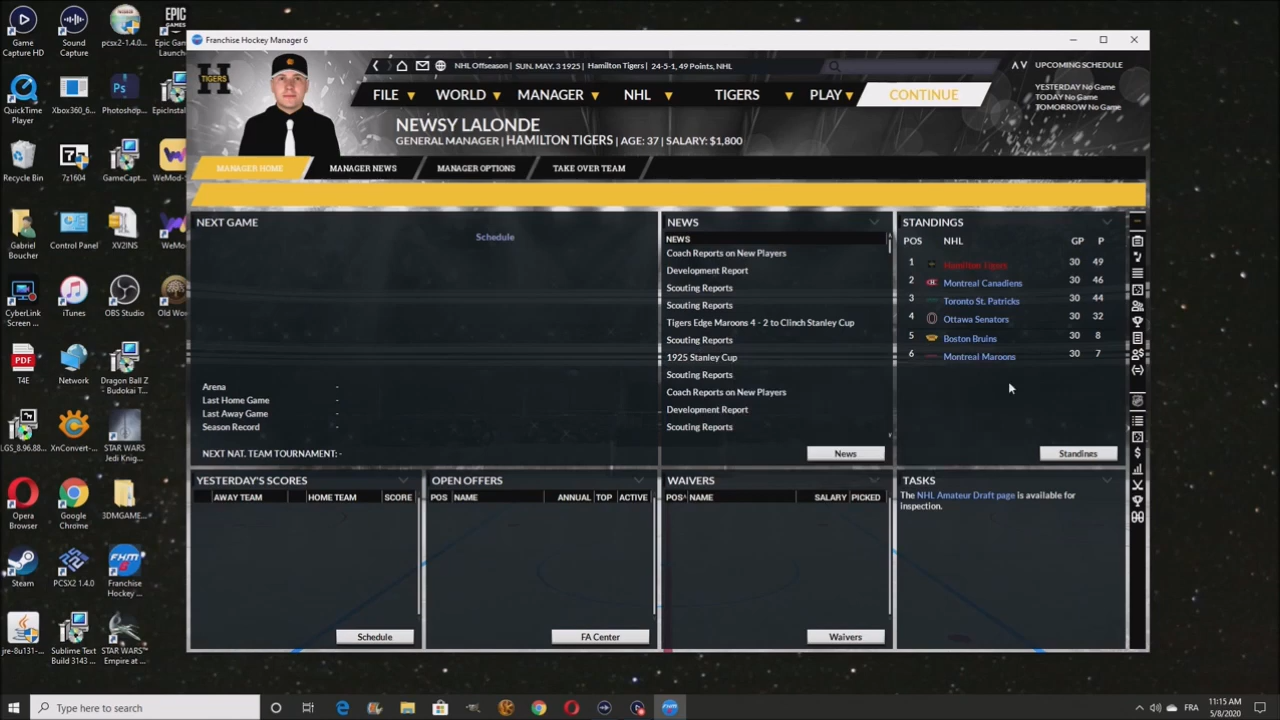 Game Capture HD
Sound Capture
pcsx2-1.4.0...
Epic Games Launch...
QuickTime Player
Xbox360_6...
Photoshdp...
EpicInstal...
Recycle Bin
7z1604
GameCapt...
WeMod-...
Gabriel Boucher
Control Panel
XV2INS
WeMo...
CyberLink Screen ...
iTunes
OBS Studio
Old Wo...
T4E
Network
Dragon Ball Z - Budokai T...
LGS_8.96.88...
XnConvert-...
STAR WARS Jedi Knig...
Opera Browser
Google Chrome
3DMGAME...
Steam
PCSX2 1.4.0
Franchise Hockey ...
jre-8u131-...
Sublime Text Build 3143 ...
STAR WARS Empire at ...
Franchise Hockey Manager 6
TIGERS
NHL Offseason | SUN. MAY. 3 1925 | Hamilton Tigers | 24-5-1, 49 Points, NHL
UPCOMING SCHEDULE
YESTERDAY No Game
TODAY No Game
TOMORROW No Game
FILE WORLD MANAGER NHL TIGERS PLAY CONTINUE
NEWSY LALONDE
GENERAL MANAGER | HAMILTON TIGERS | AGE: 37 | SALARY: $1,800
MANAGER HOME MANAGER NEWS MANAGER OPTIONS TAKE OVER TEAM
NEXT GAME
Schedule
Arena -
Last Home Game -
Last Away Game -
Season Record -
NEXT NAT. TEAM TOURNAMENT: -
NEWS
NEWS
Coach Reports on New Players
Development Report
Scouting Reports
Scouting Reports
Tigers Edge Maroons 4 - 2 to Clinch Stanley Cup
Scouting Reports
1925 Stanley Cup
Scouting Reports
Coach Reports on New Players
Development Report
Scouting Reports
News
STANDINGS
POS NHL GP P
1 Hamilton Tigers 30 49
2 Montreal Canadiens 30 46
3 Toronto St. Patricks 30 44
4 Ottawa Senators 30 32
5 Boston Bruins 30 8
6 Montreal Maroons 30 7
Standings
YESTERDAY'S SCORES
AWAY TEAM HOME TEAM SCORE
Schedule
OPEN OFFERS
POS NAME ANNUAL TOP ACTIVE
FA Center
WAIVERS
POS^ NAME SALARY PICKED
Waivers
TASKS
The NHL Amateur Draft page is available for
inspection.
Type here to search
FRA
11:15 AM
5/8/2020